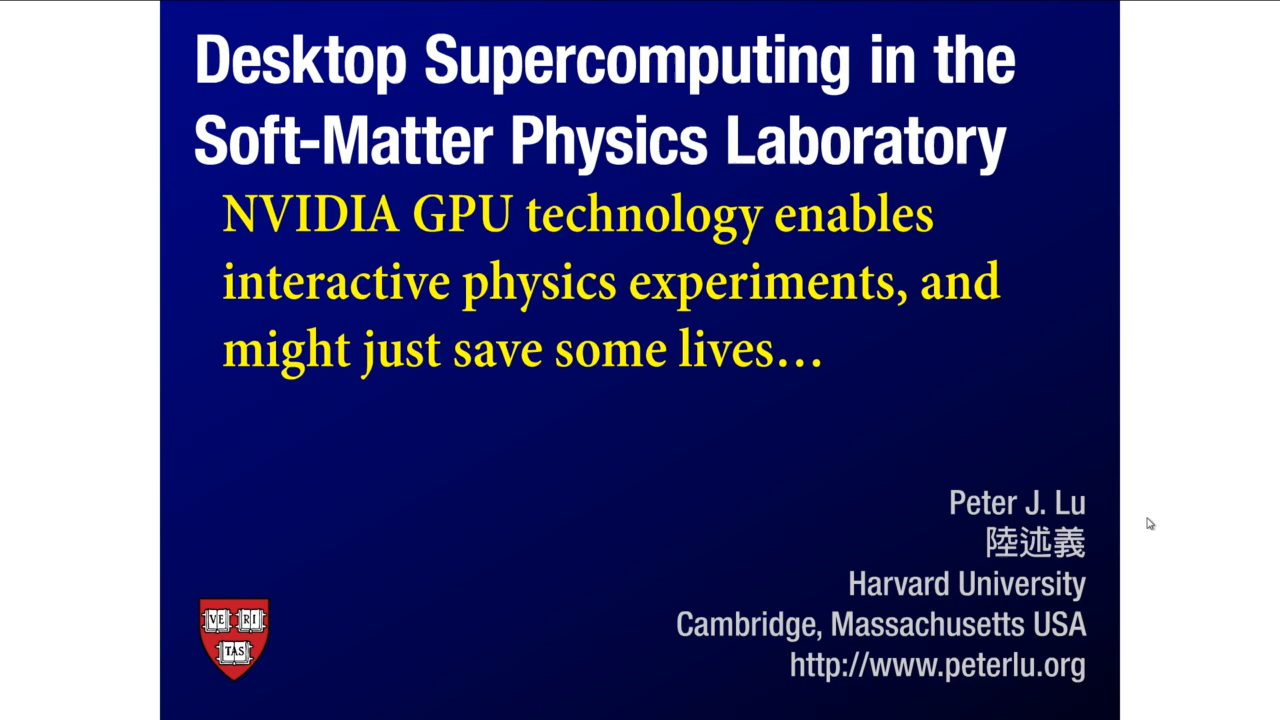 Desktop Supercomputing in the
Soft-Matter Physics Laboratory
NVIDIA GPU technology enables
interactive physics experiments, and
might just save some lives…
Peter J. Lu
陸述義
Harvard University
Cambridge, Massachusetts USA
http://www.peterlu.org
VE RI
TAS